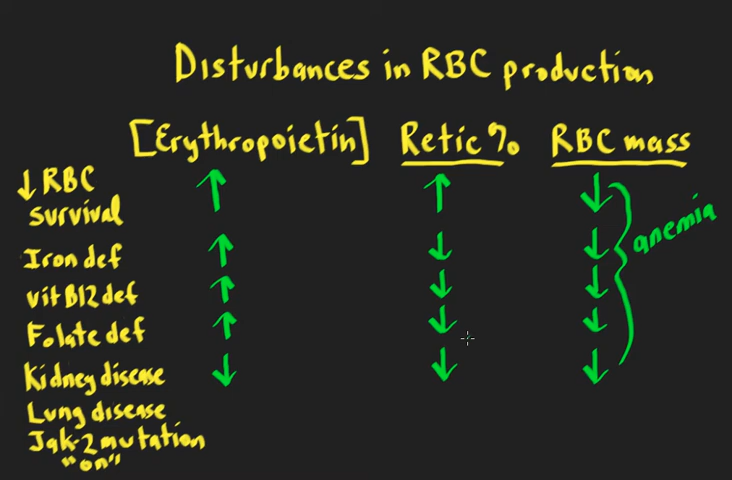 Disturbances in RBC production
[Erythropoietin] Retic % RBC mass
↓ RBC survival ↑ ↑ ↓
Iron def ↑ ↓ ↓
anemia
vit B12 def ↑ ↓ ↓
Folate def ↑ ↓ ↓
Kidney disease ↓ ↓ ↓
Lung disease
Jak-2 mutation
"on"